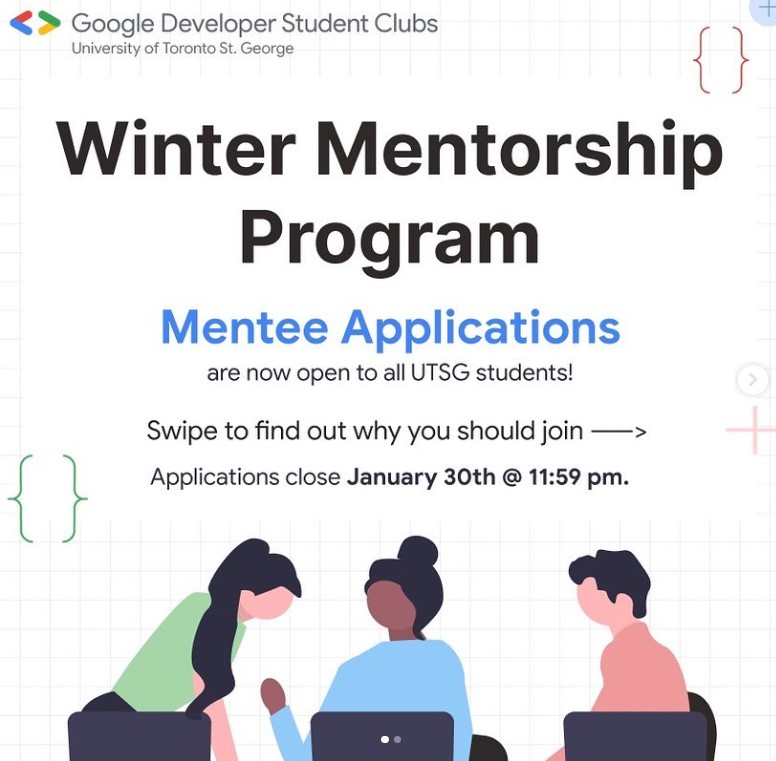 Google Developer Student Clubs
University of Toronto St. George
{ }
Winter Mentorship
Program
Mentee Applications
are now open to all UTSG students!
Swipe to find out why you should join ——>
Applications close January 30th @ 11:59 pm.
{ }